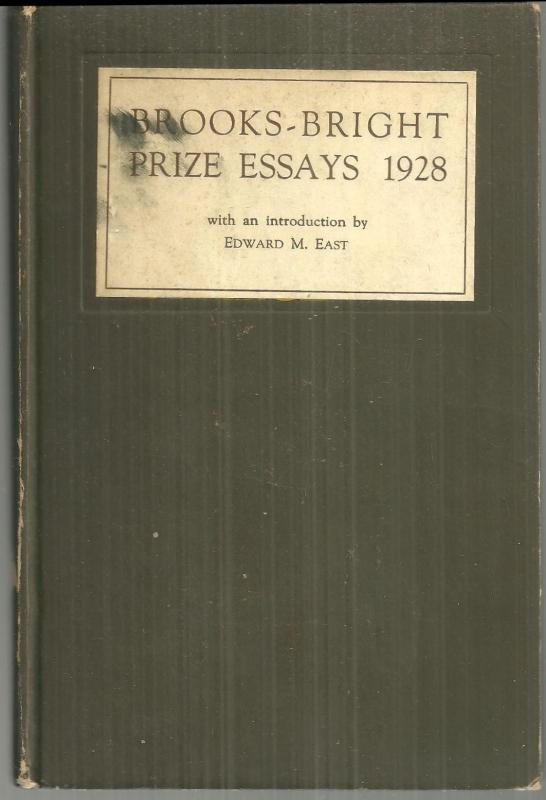 BROOKS-BRIGHT
PRIZE ESSAYS 1928
with an introduction by
EDWARD M. EAST